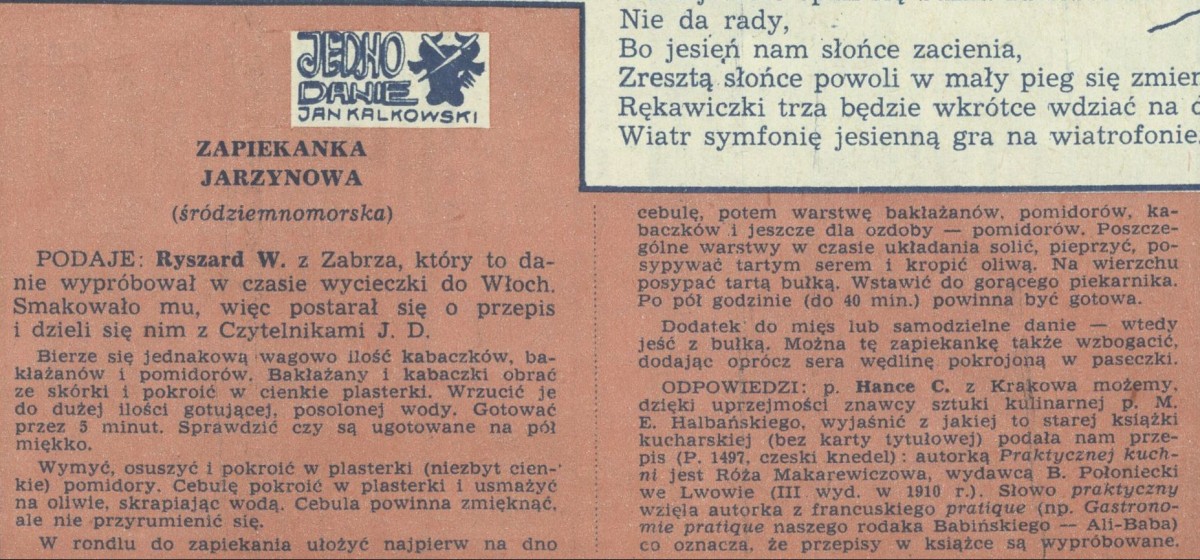 JEDNO
DANIE
JAN KALKOWSKI
ZAPIEKANKA
JARZYNOWA
(śródziemnomorska)
PODAJE: Ryszard W. z Zabrza, który to da-
nie wypróbował w czasie wycieczki do Włoch.
Smakowało mu, więc postarał się o przepis
i dzieli się nim z Czytelnikami J. D.
Bierze się jednakową wagowo ilość kabaczków, ba-
kłażanów i pomidorów. Bakłażany i kabaczki obrać
ze skórki i pokroić w cienkie plasterki. Wrzucić je
do dużej ilości gotującej, posolonej wody. Gotować
przez 5 minut. Sprawdzić czy są ugotowane na pół
miękko.
Wymyć, osuszyć i pokroić w plasterki (niezbyt cien-
kie) pomidory. Cebulę pokroić w plasterki i usmażyć
na oliwie, skrapiając wodą. Cebula powinna zmięknąć,
ale nie przyrumienić się.
W rondlu do zapiekania ułożyć najpierw na dno
cebulę, potem warstwę bakłażanów, pomidorów, ka-
baczków i jeszcze dla ozdoby — pomidorów. Poszcze-
gólne warstwy w czasie układania solić, pieprzyć, po-
sypywać tartym serem i kropić oliwą. Na wierzchu
posypać tartą bułką. Wstawić do gorącego piekarnika.
Po pół godzinie (do 40 min.) powinna być gotowa.
Dodatek do mięs lub samodzielne danie — wtedy
jeść z bułką. Można tę zapiekankę także wzbogacić,
dodając oprócz sera wędlinę pokrojoną w paseczki.
ODPOWIEDZI: p. Hance C. z Krakowa możemy,
dzięki uprzejmości znawcy sztuki kulinarnej p. M.
E. Halbańskiego, wyjaśnić z jakiej to starej książki
kucharskiej (bez karty tytułowej) podała nam prze-
pis (P. 1497, czeski knedel): autorką Praktycznej kuch-
ni jest Róża Makarewiczowa, wydawcą B. Połoniecki
we Lwowie (III wyd. w 1910 r.). Słowo praktyczny
wzięła autorka z francuskiego pratique (np. Gastrono-
mie pratique naszego rodaka Babińskiego — Ali-Baba)
co oznacza, że przepisy w książce są wypróbowane.
Nie da rady,
Bo jesień nam słońce zacienia,
Zresztą słońce powoli w mały pieg się zmien
Rękawiczki trza będzie wkrótce wdziać na d
Wiatr symfonię jesienną gra na wiatrofonie